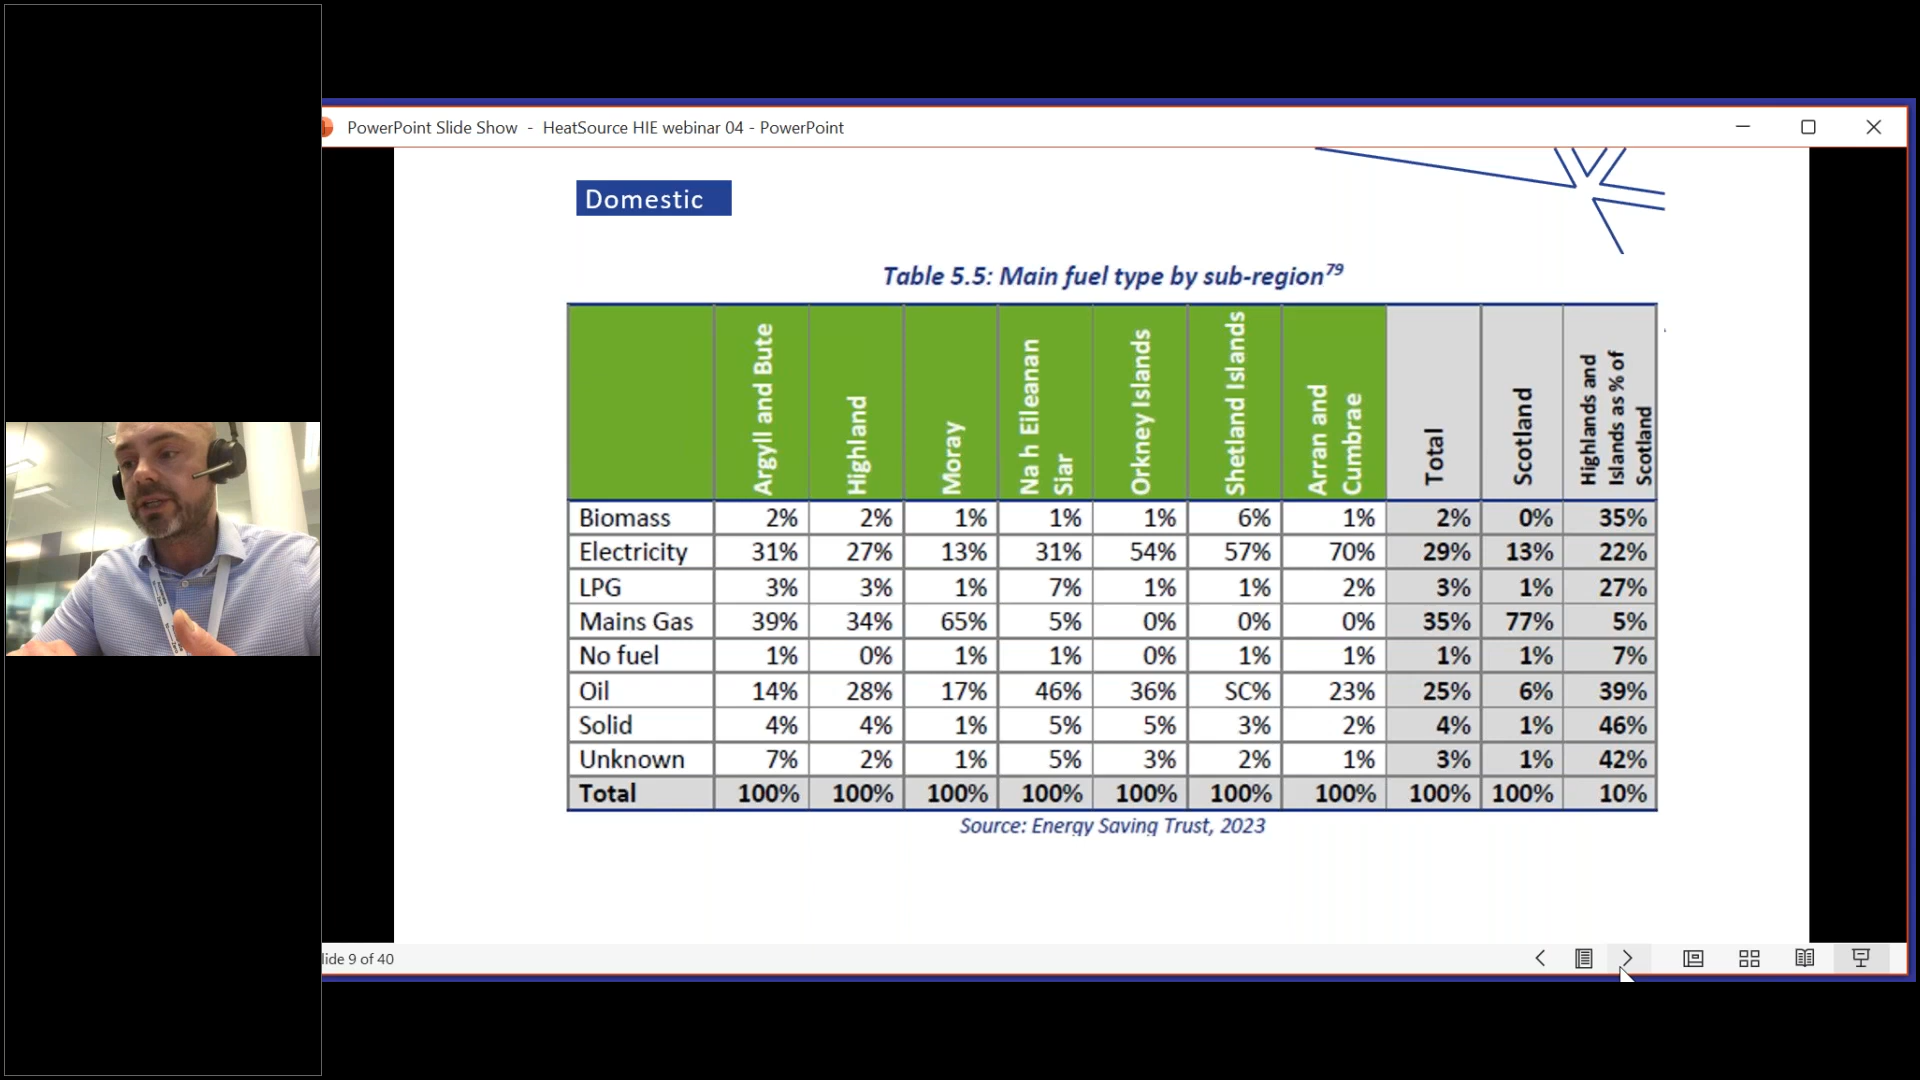 PowerPoint Slide Show - HeatSource HIE webinar 04 - PowerPoint
Domestic
Table 5.5: Main fuel type by sub-region79
Argyll and Bute Highland Moray Na h Eileanan Siar Orkney Islands Shetland Islands Arran and Cumbrae Total Scotland Highlands and Islands as % of Scotland
Biomass 2% 2% 1% 1% 1% 6% 1% 2% 0% 35%
Electricity 31% 27% 13% 31% 54% 57% 70% 29% 13% 22%
LPG 3% 3% 1% 7% 1% 1% 2% 3% 1% 27%
Mains Gas 39% 34% 65% 5% 0% 0% 0% 35% 77% 5%
No fuel 1% 0% 1% 1% 0% 1% 1% 1% 1% 7%
Oil 14% 28% 17% 46% 36% SC% 23% 25% 6% 39%
Solid 4% 4% 1% 5% 5% 3% 2% 4% 1% 46%
Unknown 7% 2% 1% 5% 3% 2% 1% 3% 1% 42%
Total 100% 100% 100% 100% 100% 100% 100% 100% 100% 10%
Source: Energy Saving Trust, 2023
lide 9 of 40